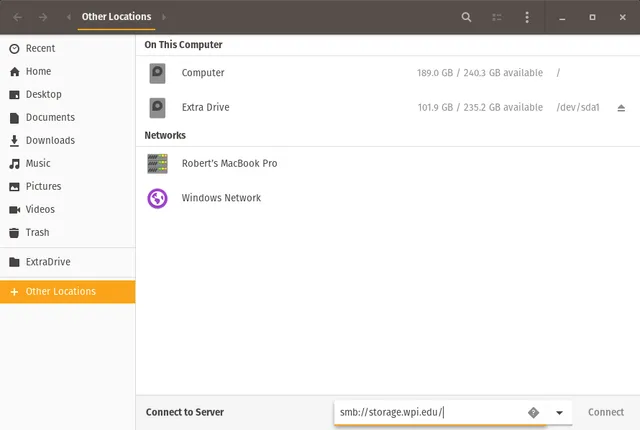 Other Locations
Recent
Home
Desktop
Documents
Downloads
Music
Pictures
Videos
Trash
ExtraDrive
Other Locations
On This Computer
Computer 189.0 GB / 240.3 GB available /
Extra Drive 101.9 GB / 235.2 GB available /dev/sda1
Networks
Robert's MacBook Pro
Windows Network
Connect to Server smb://storage.wpi.edu/ Connect